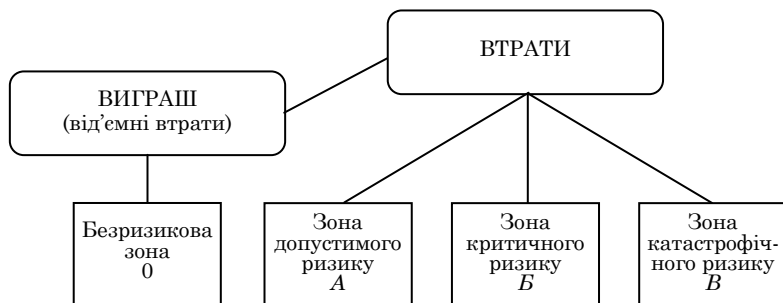 ВТРАТИ
ВИГРАШ
(від’ємні втрати)
Безризикова
зона
0
Зона
допустимого
ризику
А
Зона
критичного
ризику
Б
Зона
катастрофіч-
ного ризику
В